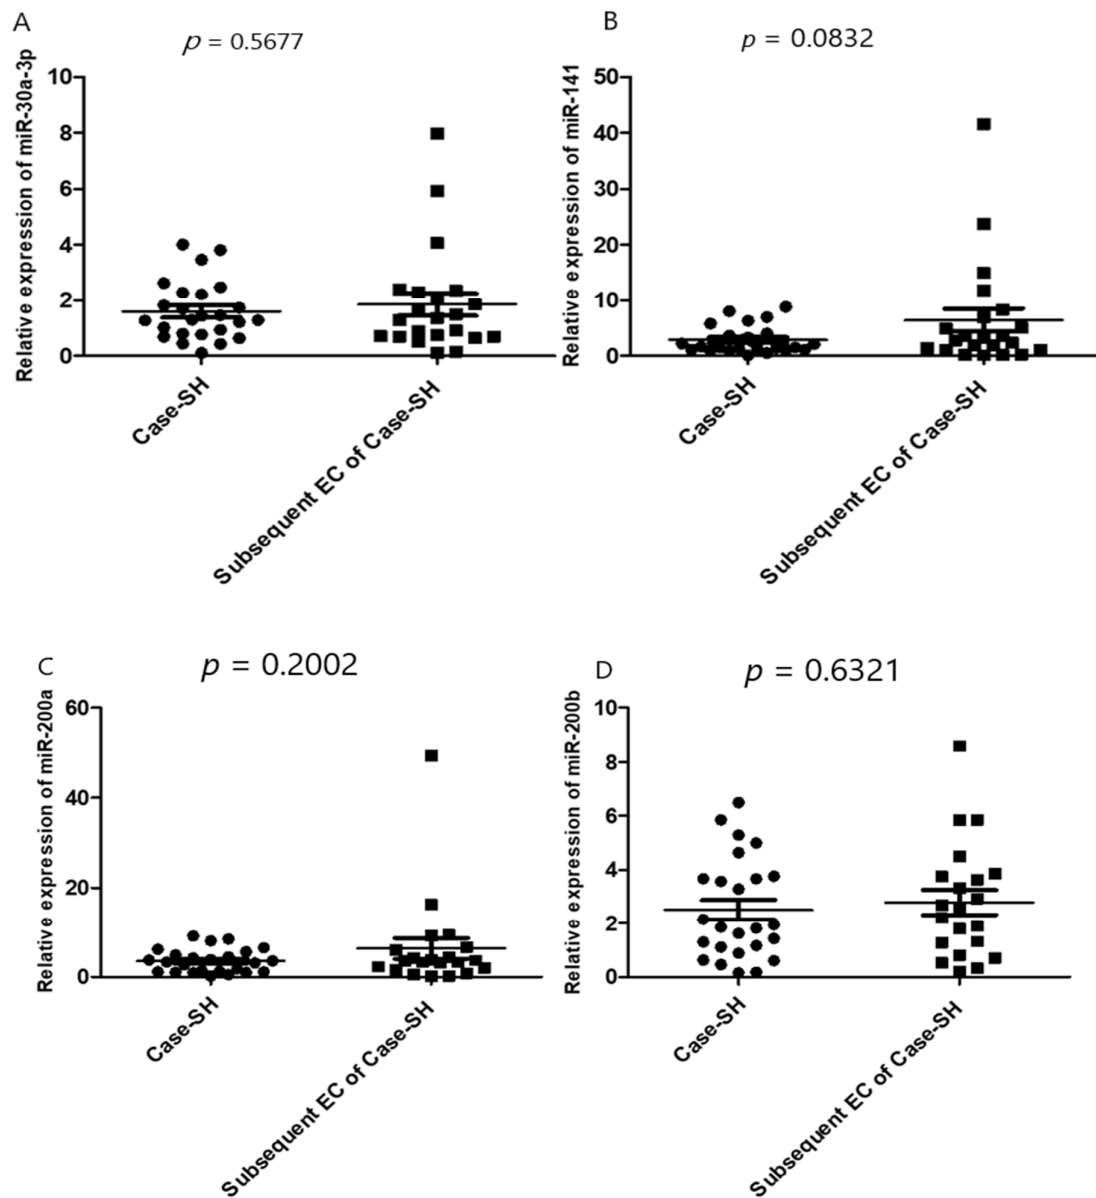 A
p = 0.5677
Relative expression of miR-30a-3p
10
8
6
4
2
0
Case-SH
Subsequent EC of Case-SH
B
p = 0.0832
Relative expression of miR-141
50
40
30
20
10
0
Case-SH
Subsequent EC of Case-SH
C
p = 0.2002
Relative expression of miR-200a
60
40
20
0
Case-SH
Subsequent EC of Case-SH
D
p = 0.6321
Relative expression of miR-200b
10
8
6
4
2
0
Case-SH
Subsequent EC of Case-SH